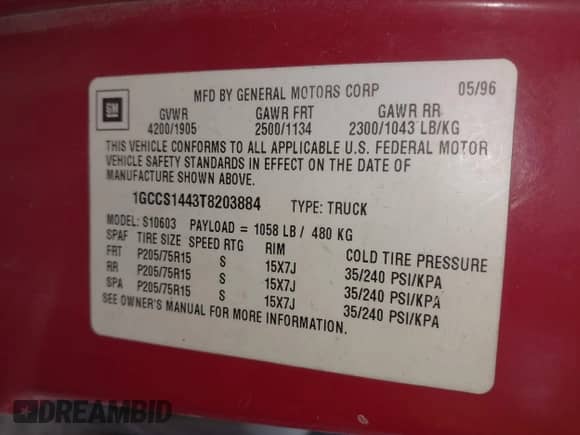 GM
MFD BY GENERAL MOTORS CORP 05/96
GVWR GAWR FRT GAWR RR
4200/1905 2500/1134 2300/1043 LB/KG
THIS VEHICLE CONFORMS TO ALL APPLICABLE U.S. FEDERAL MOTOR
VEHICLE SAFETY STANDARDS IN EFFECT ON THE DATE OF
MANUFACTURE SHOWN ABOVE.
1GCCS1443T8203884 TYPE: TRUCK
MODEL: S10603 PAYLOAD = 1058 LB/ 480 KG
SPAF TIRE SIZE SPEED RTG RIM COLD TIRE PRESSURE
FRT P205/75R15 S 15X7J 35/240 PSI/KPA
RR P205/75R15 S 15X7J 35/240 PSI/KPA
SPA P205/75R15 S 15X7J 35/240 PSI/KPA
SEE OWNER'S MANUAL FOR MORE INFORMATION.
DREAMBID